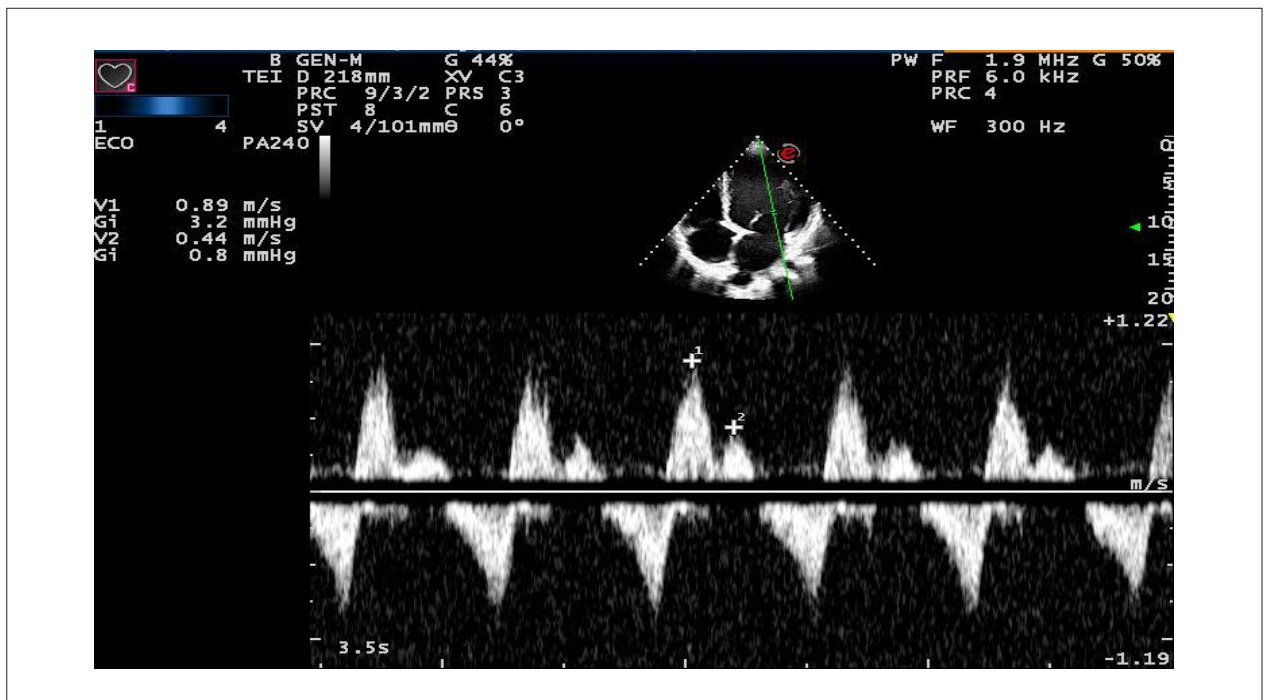 B GEN-M G 44%
TEI D 218mm XV C3
PRC 9/3/2 PRS 3
PST 8 C 6
SV 4/101mmθ 0°
PW F 1.9 MHz G 50%
PRF 6.0 kHz
PRC 4
WF 300 Hz
C
1 4
ECO PA240
V1 0.89 m/s
Gi 3.2 mmHg
V2 0.44 m/s
Gi 0.8 mmHg
e
0
5
10
15
20
+1.22
1
2
m/s
3.5s
-1.19